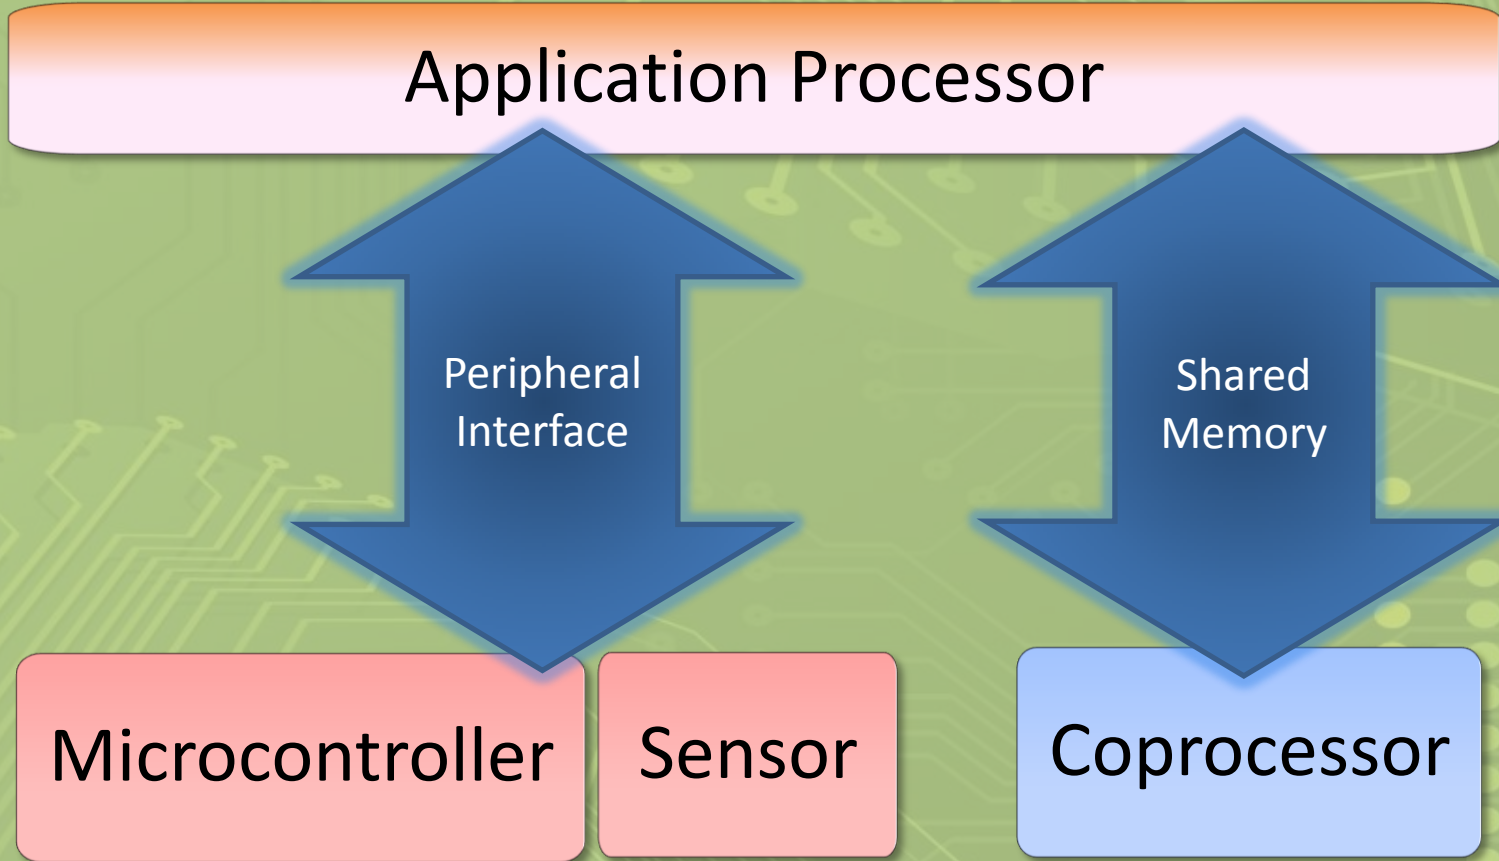 Application Processor
Peripheral
Interface
Shared
Memory
Microcontroller
Sensor
Coprocessor